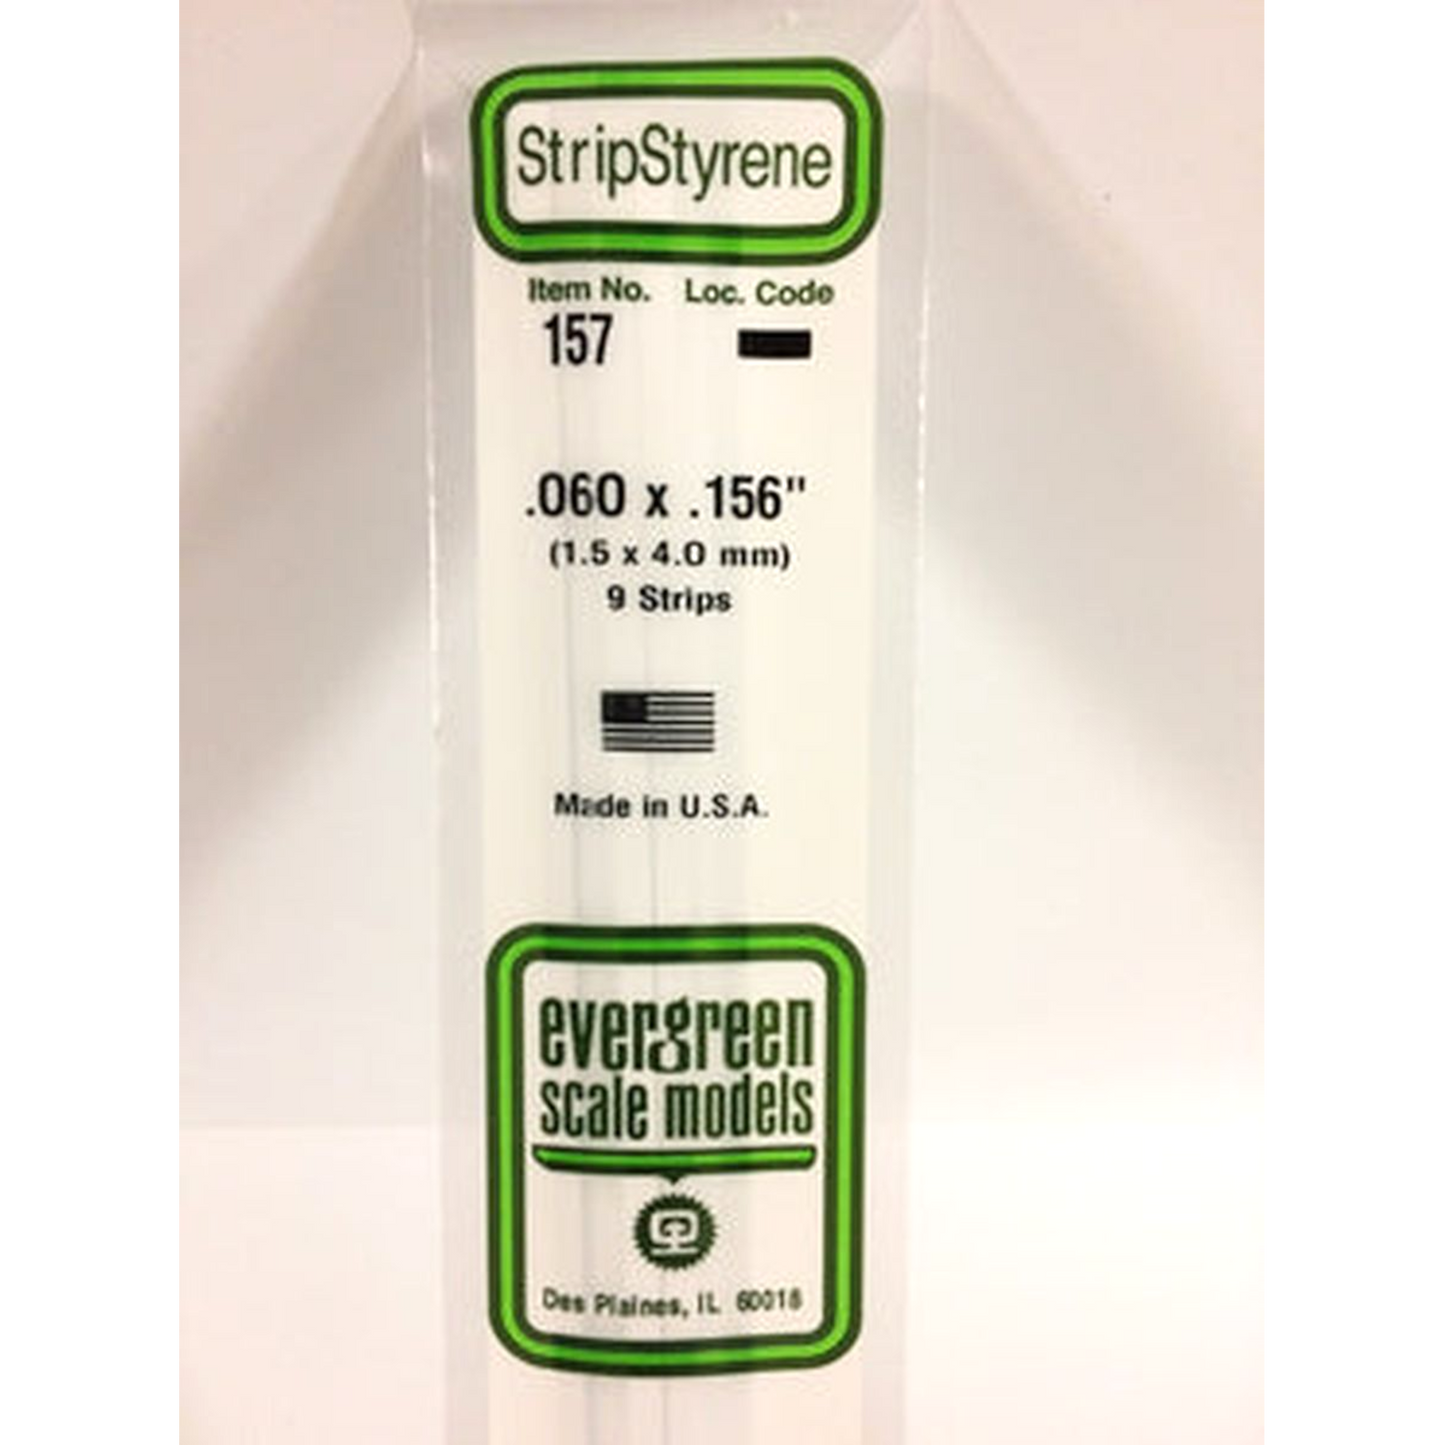 StripStyrene
Item No. Loc. Code
157
.060 x .156"
(1.5 x 4.0 mm)
9 Strips
Made in U.S.A.
evergreen
scale models
Des Plaines, IL 60018